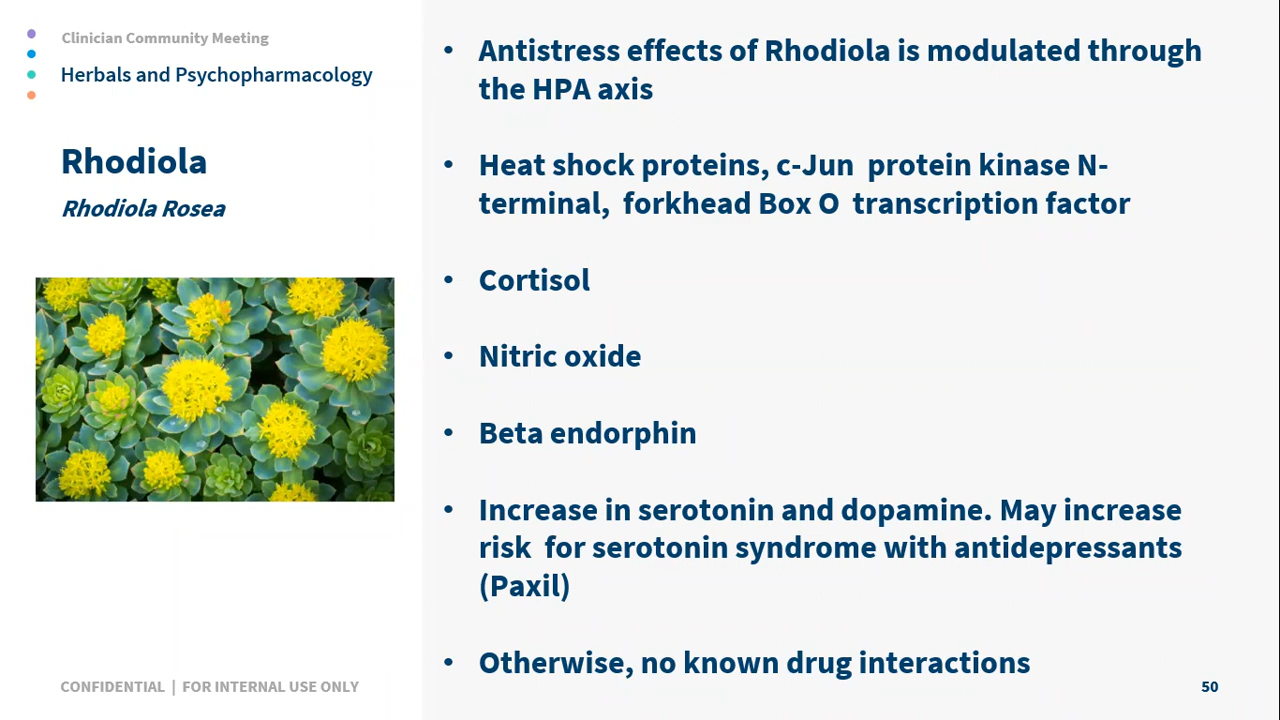 Clinician Community Meeting
Herbals and Psychopharmacology
Rhodiola
Rhodiola Rosea
• Antistress effects of Rhodiola is modulated through
the HPA axis
• Heat shock proteins, c-Jun  protein kinase N-
terminal,  forkhead Box O  transcription factor
• Cortisol
• Nitric oxide
• Beta endorphin
• Increase in serotonin and dopamine. May increase
risk  for serotonin syndrome with antidepressants
(Paxil)
• Otherwise, no known drug interactions
CONFIDENTIAL | FOR INTERNAL USE ONLY
50